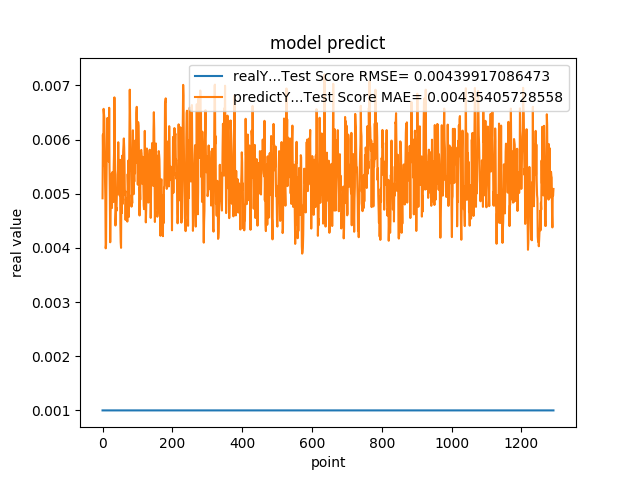 model predict
realY...Test Score RMSE= 0.00439917086473
predictY...Test Score MAE= 0.00435405728558
0.007
0.006
0.005
0.004
0.003
0.002
0.001
real value
0 200 400 600 800 1000 1200
point